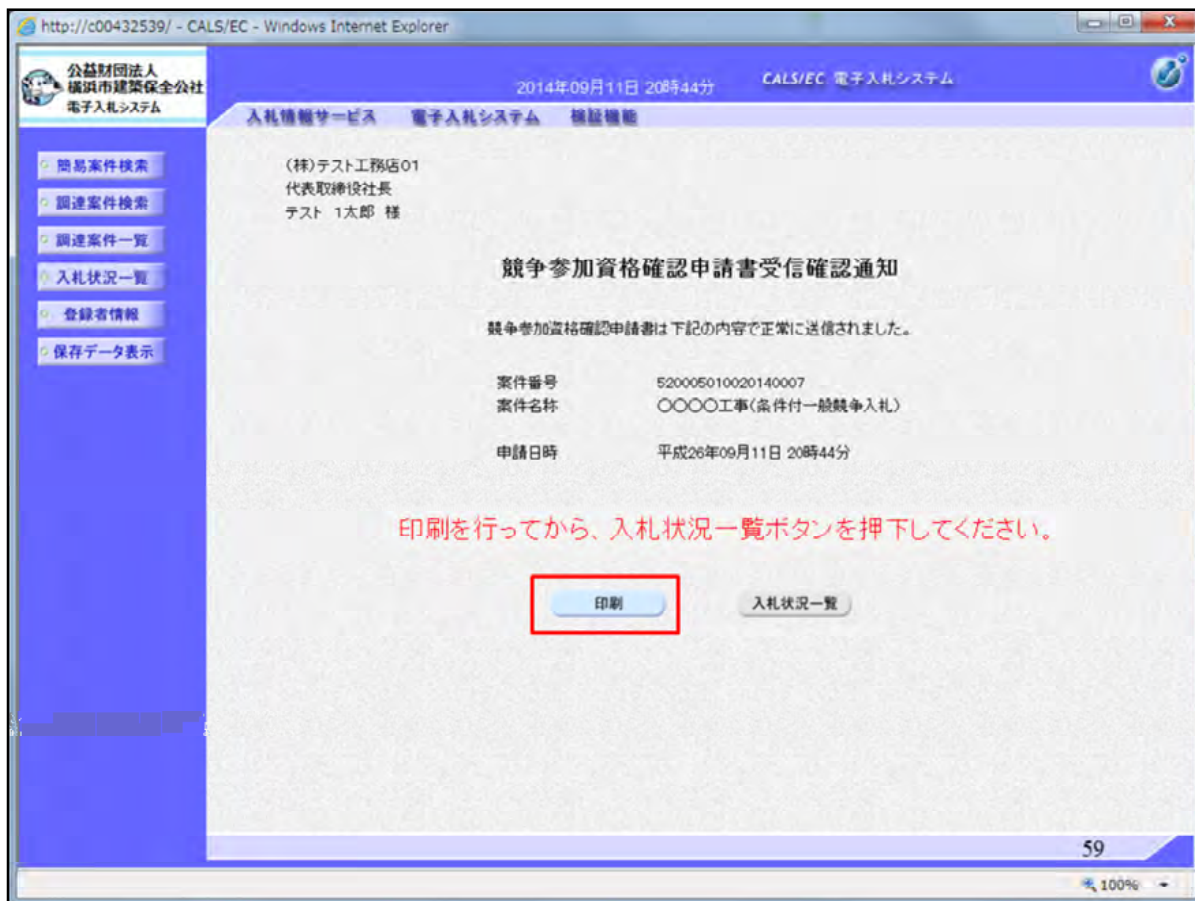 http://c00432539/ - CALS/EC - Windows Internet Explorer
公益財団法人
横浜市建築保全公社
電子入札システム
2014年09月11日 20時44分
CALS/EC 電子入札システム
入札情報サービス 電子入札システム 検証機能
簡易案件検索
調達案件検索
調達案件一覧
入札状況一覧
登録者情報
保存データ表示
(株)テスト工務店01
代表取締役社長
テスト 1太郎 様
競争参加資格確認申請書受信確認通知
競争参加資格確認申請書は下記の内容で正常に送信されました。
案件番号 520005010020140007
案件名称 〇〇〇〇工事(条件付一般競争入札)
申請日時 平成26年09月11日 20時44分
印刷を行ってから、入札状況一覧ボタンを押下してください。
印刷 入札状況一覧
59
100%